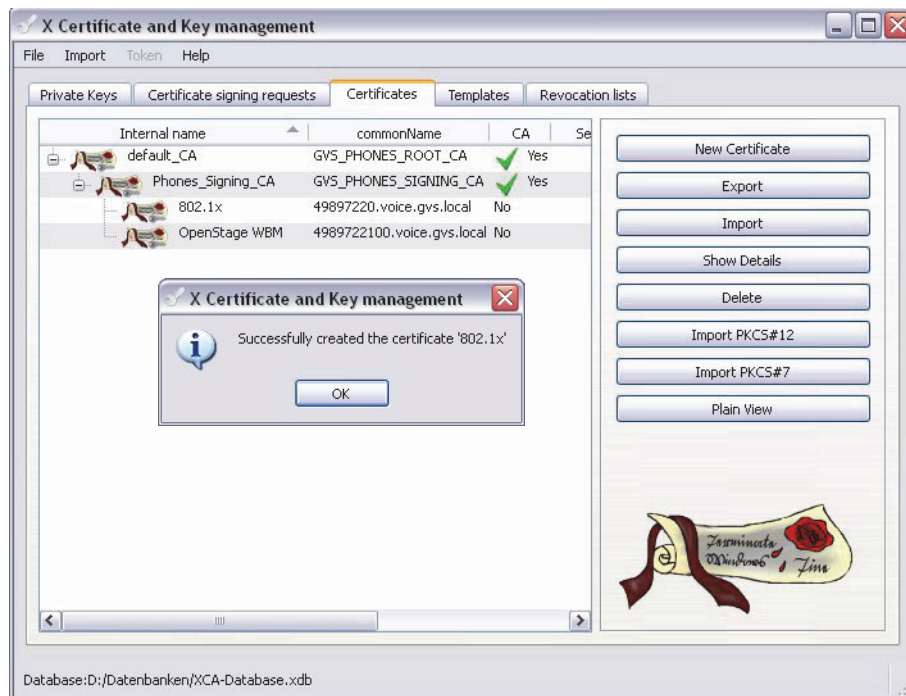 X Certificate and Key management
File Import Token Help
Private Keys Certificate signing requests Certificates Templates Revocation lists
Internal name commonName CA Se
default_CA GVS_PHONES_ROOT_CA Yes
Phones_Signing_CA GVS_PHONES_SIGNING_CA Yes
802.1x 49897220.voice.gvs.local No
OpenStage WBM 4989722100.voice.gvs.local No
New Certificate
Export
Import
Show Details
Delete
Import PKCS#12
Import PKCS#7
Plain View
X Certificate and Key management
Successfully created the certificate '802.1x'
OK
Database:D:/Datenbanken/XCA-Database.xdb